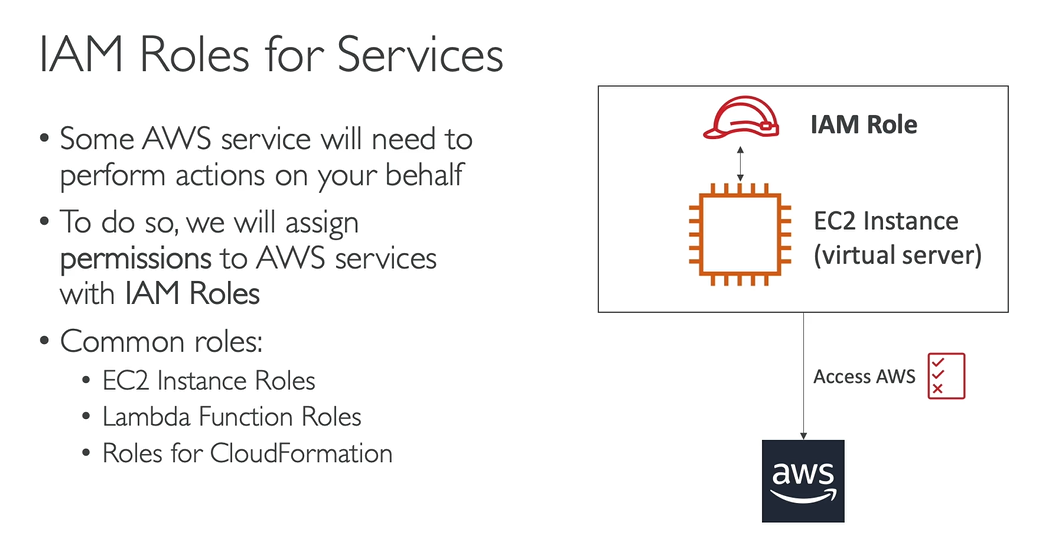 IAM Roles for Services
• Some AWS service will need to
perform actions on your behalf
• To do so, we will assign
permissions to AWS services
with IAM Roles
• Common roles:
• EC2 Instance Roles
• Lambda Function Roles
• Roles for CloudFormation
IAM Role
EC2 Instance
(virtual server)
Access AWS
aws